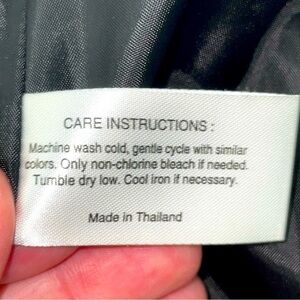 CARE INSTRUCTIONS :
Machine wash cold, gentle cycle with similar
colors. Only non-chlorine bleach if needed.
Tumble dry low. Cool iron if necessary.
Made in Thailand